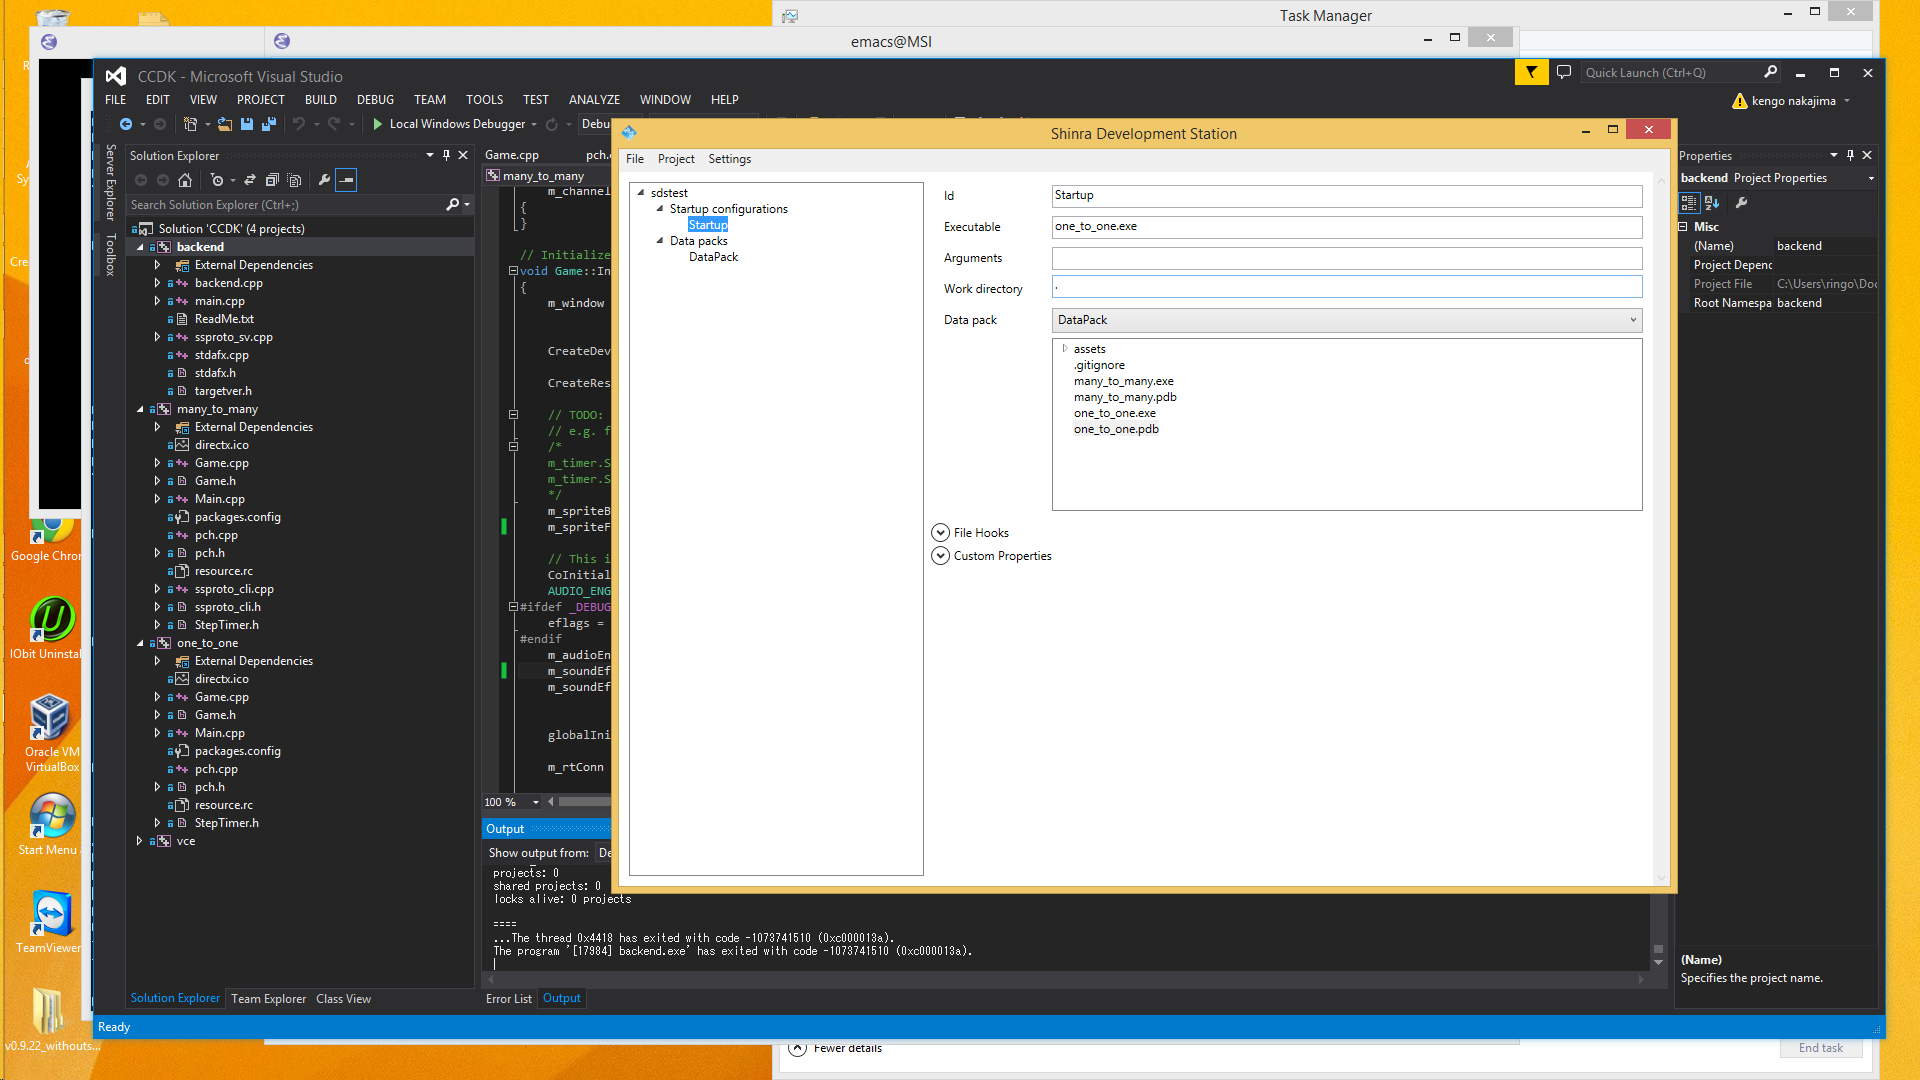 Task Manager
emacs@MSI
CCDK - Microsoft Visual Studio
Quick Launch (Ctrl+Q)
FILE EDIT VIEW PROJECT BUILD DEBUG TEAM TOOLS TEST ANALYZE WINDOW HELP
kengo nakajima
Local Windows Debugger
Debu
Shinra Development Station
File Project Settings
Server Explorer
Toolbox
Solution Explorer
Search Solution Explorer (Ctrl+;)
Solution 'CCDK' (4 projects)
backend
External Dependencies
backend.cpp
main.cpp
ReadMe.txt
ssproto_sv.cpp
stdafx.cpp
stdafx.h
targetver.h
many_to_many
External Dependencies
directx.ico
Game.cpp
Game.h
Main.cpp
packages.config
pch.cpp
pch.h
resource.rc
ssproto_cli.cpp
ssproto_cli.h
StepTimer.h
one_to_one
External Dependencies
directx.ico
Game.cpp
Game.h
Main.cpp
packages.config
pch.cpp
pch.h
resource.rc
StepTimer.h
vce
Solution Explorer Team Explorer Class View
Game.cpp pch.
many_to_many
m_channel
{
}
// Initialize
void Game::In
{
m_window
CreateDev
CreateRes
// TODO:
// e.g. f
/*
m_timer.S
m_timer.S
*/
m_spriteB
m_spriteF
// This i
CoInitial
AUDIO_ENG
#ifdef _DEBUG
eflags =
#endif
m_audioEn
m_soundEf
m_soundEf
globalIni
m_rtConn
100 %
Output
Show output from: De
projects: 0
shared projects: 0
locks alive: 0 projects
====
...The thread 0x4418 has exited with code -1073741510 (0xc000013a).
The program '[17984] backend.exe' has exited with code -1073741510 (0xc000013a).
Error List Output
sdstest
Startup configurations
Startup
Data packs
DataPack
Id Startup
Executable one_to_one.exe
Arguments
Work directory .
Data pack DataPack
assets
.gitignore
many_to_many.exe
many_to_many.pdb
one_to_one.exe
one_to_one.pdb
File Hooks
Custom Properties
Properties
backend Project Properties
Misc
(Name) backend
Project Depend
Project File C:\Users\ringo\Doc
Root Namespa backend
(Name)
Specifies the project name.
Ready
Fewer details
End task
Google Chron
IObit Uninstal
Oracle VM
VirtualBox
Start Menu
TeamViewer
v0.9.22_withouts...